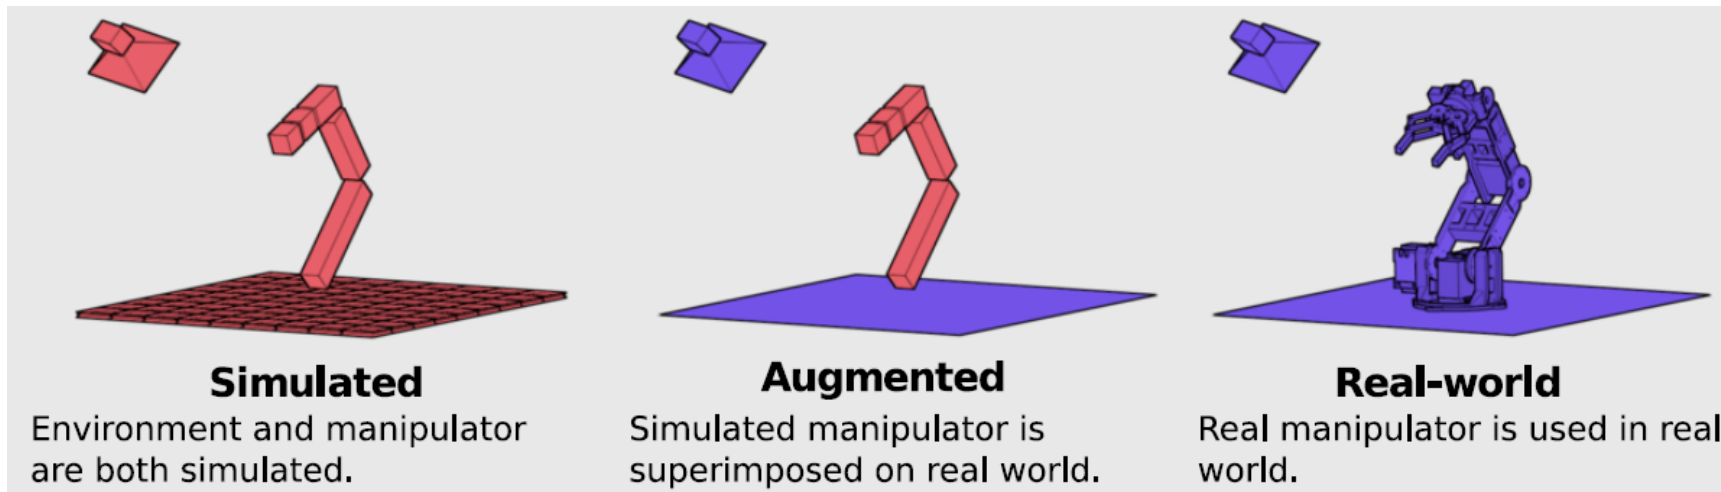 Simulated
Environment and manipulator
are both simulated.
Augmented
Simulated manipulator is
superimposed on real world.
Real-world
Real manipulator is used in real
world.